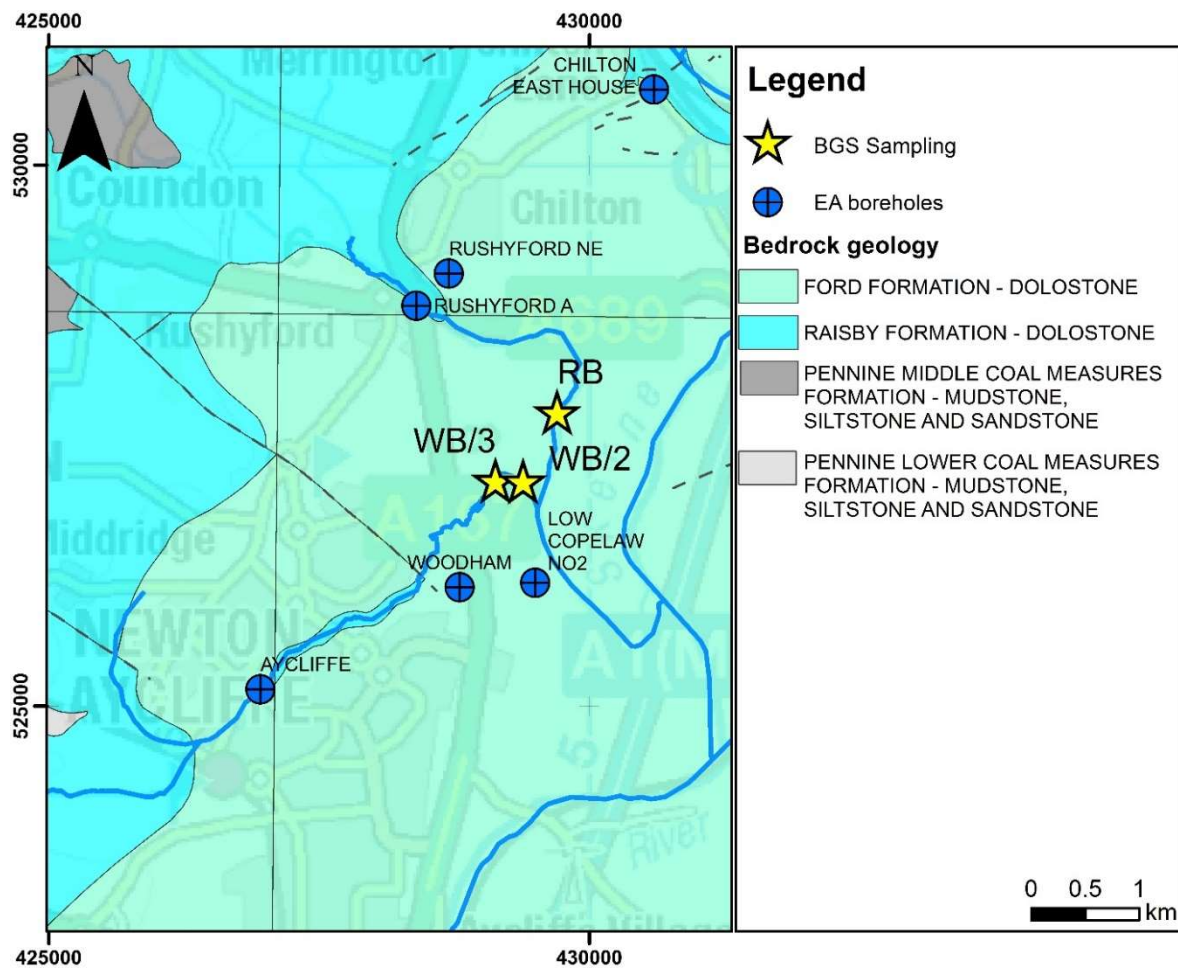 425000
430000
N
Merrington
CHILTON
EAST HOUSE
Lane
530000
Coundon
Chilton
RUSHYFORD NE
RUSHYFORD A
Rushyford
A689
RB
WB/3
WB/2
A167
Middridge
LOW
COPELAW
NO2
WOODHAM
NEWTON
AYCLIFFE
AYCLIFFE
A1(M
525000
River
Aycliffe Village
425000
430000
Legend
BGS Sampling
EA boreholes
Bedrock geology
FORD FORMATION - DOLOSTONE
RAISBY FORMATION - DOLOSTONE
PENNINE MIDDLE COAL MEASURES
FORMATION - MUDSTONE,
SILTSTONE AND SANDSTONE
PENNINE LOWER COAL MEASURES
FORMATION - MUDSTONE,
SILTSTONE AND SANDSTONE
0 0.5 1
km